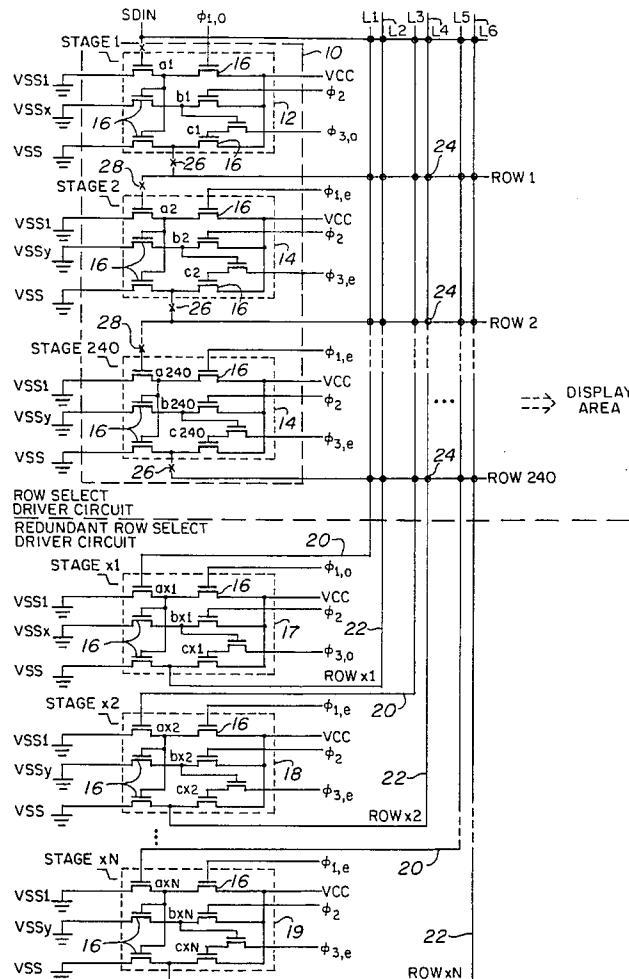 SDIN φ1,0 L1 L3 L5
L2 L4 L6
STAGE 1 10
a1 16
VSS1 VCC
VSSx b1 φ2
16 12
c1 φ3,0
VSS 16
26 24
28 ROW 1
STAGE 2 φ1,e
a2 16
VSS1 VCC
b2 φ2
VSSy 14
16 c2 φ3,e
VSS 16
26 24
28 ROW 2
STAGE 240 φ1,e
a240 16
VSS1 VCC
b240 φ2 ••• DISPLAY
VSSy 14 AREA
16 c240 φ3,e
VSS
26 24
ROW 240
ROW SELECT
DRIVER CIRCUIT
REDUNDANT ROW SELECT
DRIVER CIRCUIT 20
STAGE x1 φ1,0
ax1 16
VSS1 VCC
bx1 φ2
VSSx 17 22
16 cx1 φ3,0
VSS
ROW x1
STAGE x2 φ1,e 20
ax2 16
VSS1 VCC
bx2 φ2
VSSy 18 22
16 cx2 φ3,e
VSS
ROW x2
•••
STAGE xN φ1,e 20
axN 16
VSS1 VCC
bxN φ2
VSSy 19 22
16 cxN φ3,e
VSS
ROW xN